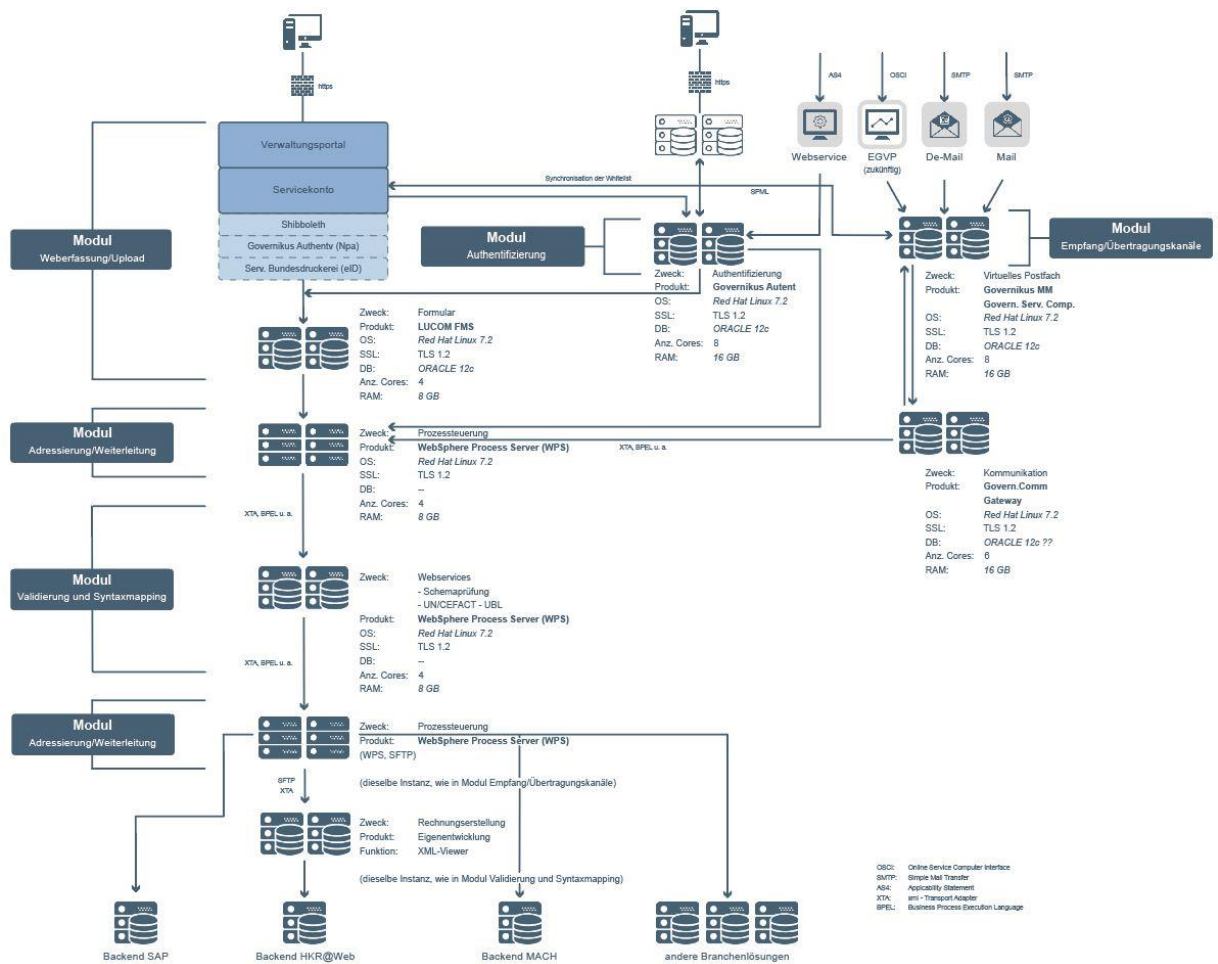 https
https
AS4
OSCI
SMTP
SMTP
Verwaltungsportal
Servicekonto
Shibboleth
Governikus Authentv (Npa)
Serv. Bundesdruckerei (eID)
Synchronisation der Whitelist
SPML
Webservice
EGVP
(zukünftig)
De-Mail
Mail
Modul
Weberfassung/Upload
Modul
Authentifizierung
Modul
Empfang/Übertragungskanäle
Zweck: Authentifizierung
Produkt: Governikus Autent
OS: Red Hat Linux 7.2
SSL: TLS 1.2
DB: ORACLE 12c
Anz. Cores: 8
RAM: 16 GB
Zweck: Virtuelles Postfach
Produkt: Governikus MM
Govern. Serv. Comp.
OS: Red Hat Linux 7.2
SSL: TLS 1.2
DB: ORACLE 12c
Anz. Cores: 8
RAM: 16 GB
Zweck: Formular
Produkt: LUCOM FMS
OS: Red Hat Linux 7.2
SSL: TLS 1.2
DB: ORACLE 12c
Anz. Cores: 4
RAM: 8 GB
Modul
Adressierung/Weiterleitung
Zweck: Prozessteuerung
Produkt: WebSphere Process Server (WPS)
OS: Red Hat Linux 7.2
SSL: TLS 1.2
DB: --
Anz. Cores: 4
RAM: 8 GB
XTA, BPEL u. a.
Zweck: Kommunikation
Produkt: Govern.Comm
Gateway
OS: Red Hat Linux 7.2
SSL: TLS 1.2
DB: ORACLE 12c ??
Anz. Cores: 6
RAM: 16 GB
XTA, BPEL u. a.
Modul
Validierung und Syntaxmapping
Zweck: Webservices
- Schemaprüfung
- UN/CEFACT - UBL
Produkt: WebSphere Process Server (WPS)
OS: Red Hat Linux 7.2
SSL: TLS 1.2
DB: --
Anz. Cores: 4
RAM: 8 GB
XTA, BPEL u. a.
Modul
Adressierung/Weiterleitung
Zweck: Prozessteuerung
Produkt: WebSphere Process Server (WPS)
(WPS, SFTP)
SFTP
XTA
(dieselbe Instanz, wie in Modul Empfang/Übertragungskanäle)
Zweck: Rechnungserstellung
Produkt: Eigenentwicklung
Funktion: XML-Viewer
(dieselbe Instanz, wie in Modul Validierung und Syntaxmapping)
OSCI: Online Service Computer Interface
SMTP: Simple Mail Transfer
AS4: Applicability Statement
XTA: xml - Transport Adapter
BPEL: Business Process Execution Language
Backend SAP
Backend HKR@Web
Backend MACH
andere Branchenlösungen